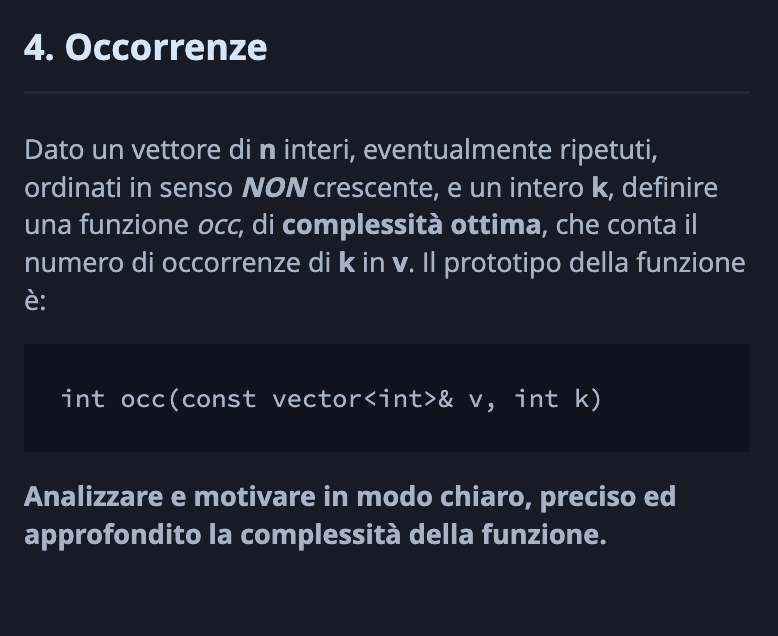 4. Occorrenze
Dato un vettore di n interi, eventualmente ripetuti,
ordinati in senso NON crescente, e un intero k, definire
una funzione occ, di complessità ottima, che conta il
numero di occorrenze di k in v. Il prototipo della funzione
è:
int occ(const vector<int>& v, int k)
Analizzare e motivare in modo chiaro, preciso ed
approfondito la complessità della funzione.